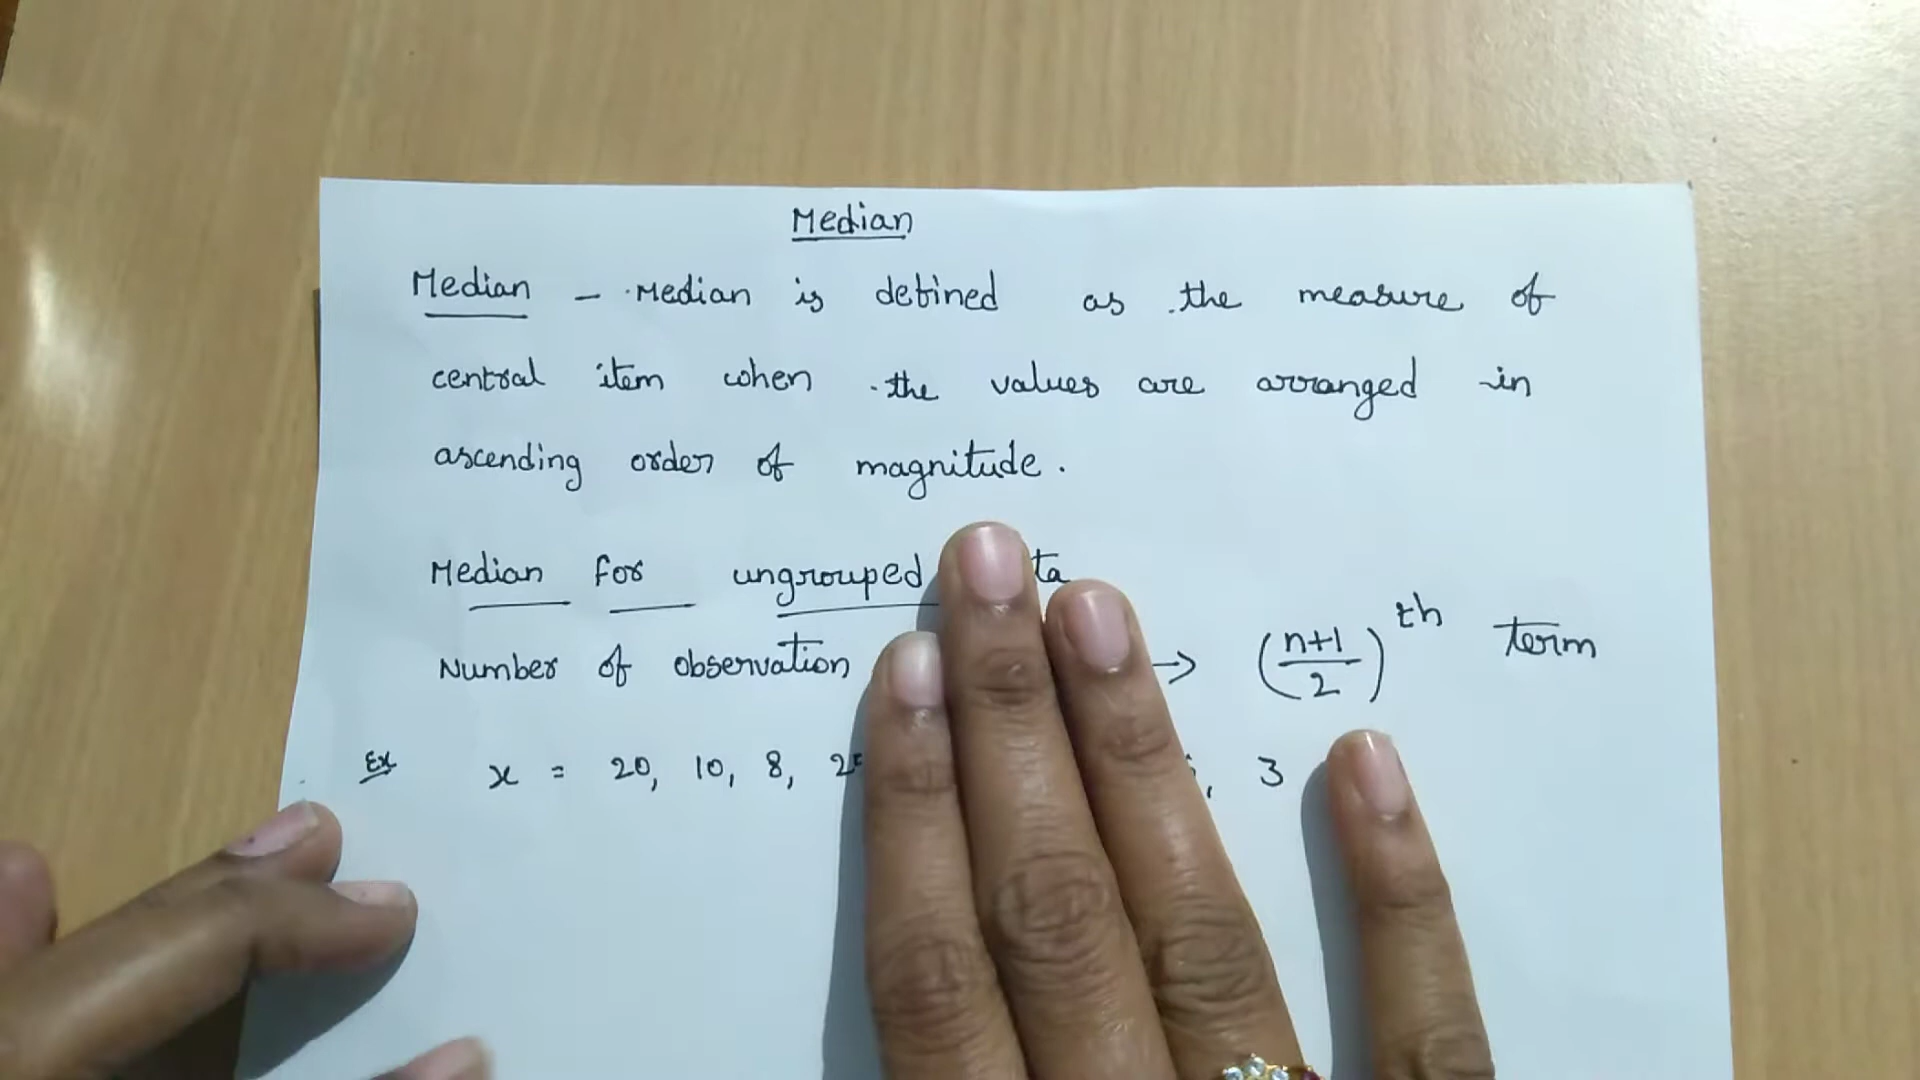 Median
Median - Median is defined as the measure of
central item when the values are arranged in
ascending order of magnitude.
Median for ungrouped
Number of observation → (n+1/2)th term
Ex x = 20, 10, 8, , 3